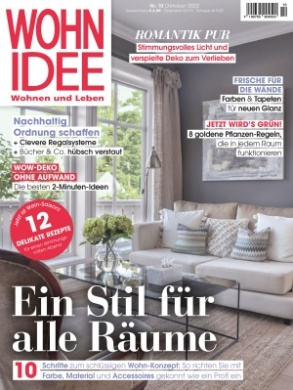 WOHN
IDEE
Wohnen und Leben
Nr. 10 Oktober 2022
ROMANTIK PUR
Stimmungsvolles Licht und
verspielte Deko zum Verlieben
FRISCHE FÜR
DIE WÄNDE
Farben & Tapeten
für neuen Glanz
JETZT WIRD'S GRÜN!
8 goldene Pflanzen-Regeln,
die in jedem Raum
funktionieren
Nachhaltig
Ordnung schaffen
+ Clevere Regalsysteme
+ Bücher & Co. hübsch verstaut
WOW-DEKO
OHNE AUFWAND
Die besten 2-Minuten-Ideen
12
DELIKATE REZEPTE
Ein Stil für
alle Räume
10 Schritte zum schlüssigen Wohn-Konzept: So richten Sie mit
Farbe, Material und Accessoires gekonnt wie ein Profi ein